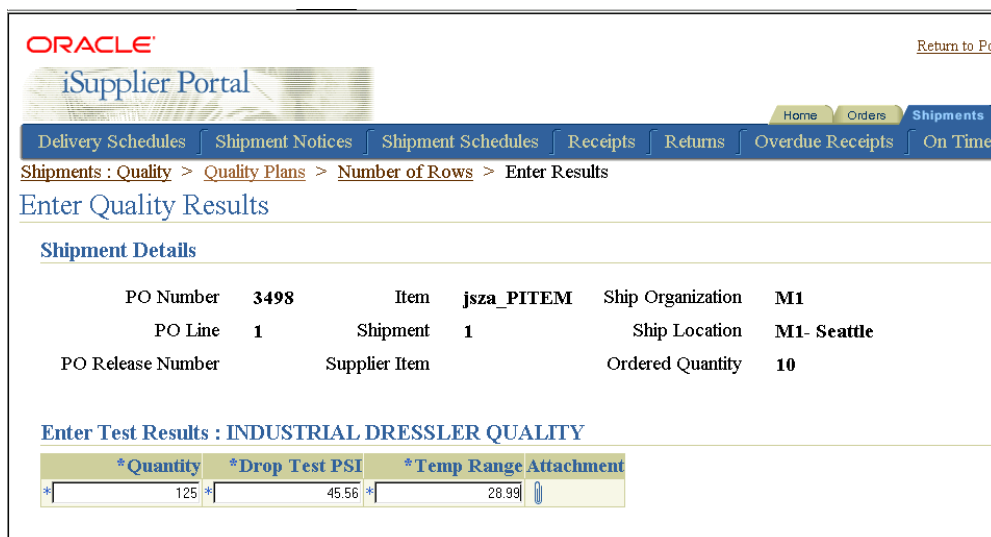 ORACLE
Return to Po
iSupplier Portal
Home Orders Shipments
Delivery Schedules Shipment Notices Shipment Schedules Receipts Returns Overdue Receipts On Time
Shipments : Quality > Quality Plans > Number of Rows > Enter Results
Enter Quality Results
Shipment Details
PO Number 3498 Item jsza_PITEM Ship Organization M1
PO Line 1 Shipment 1 Ship Location M1- Seattle
PO Release Number Supplier Item Ordered Quantity 10
Enter Test Results : INDUSTRIAL DRESSLER QUALITY
*Quantity *Drop Test PSI *Temp Range Attachment
* 125 * 45.56 * 28.99